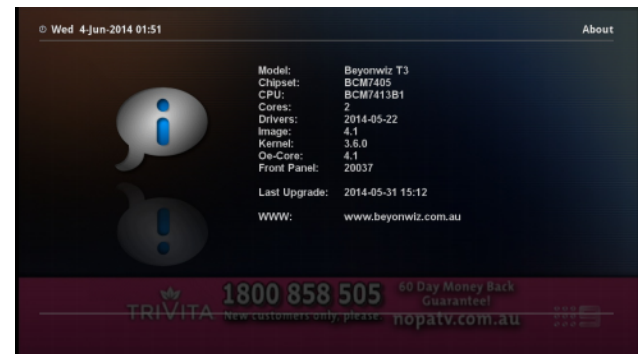 Wed 4-Jun-2014 01:51
About
Model: Beyonwiz T3
Chipset: BCM7405
CPU: BCM7413B1
Cores: 2
Drivers: 2014-05-22
Image: 4.1
Kernel: 3.6.0
Oe-Core: 4.1
Front Panel: 20037
Last Upgrade: 2014-05-31 15:12
WWW: www.beyonwiz.com.au
TRIVITA
1800 858 505
New customers only, please.
60 Day Money Back
Guarantee!
nopatv.com.au